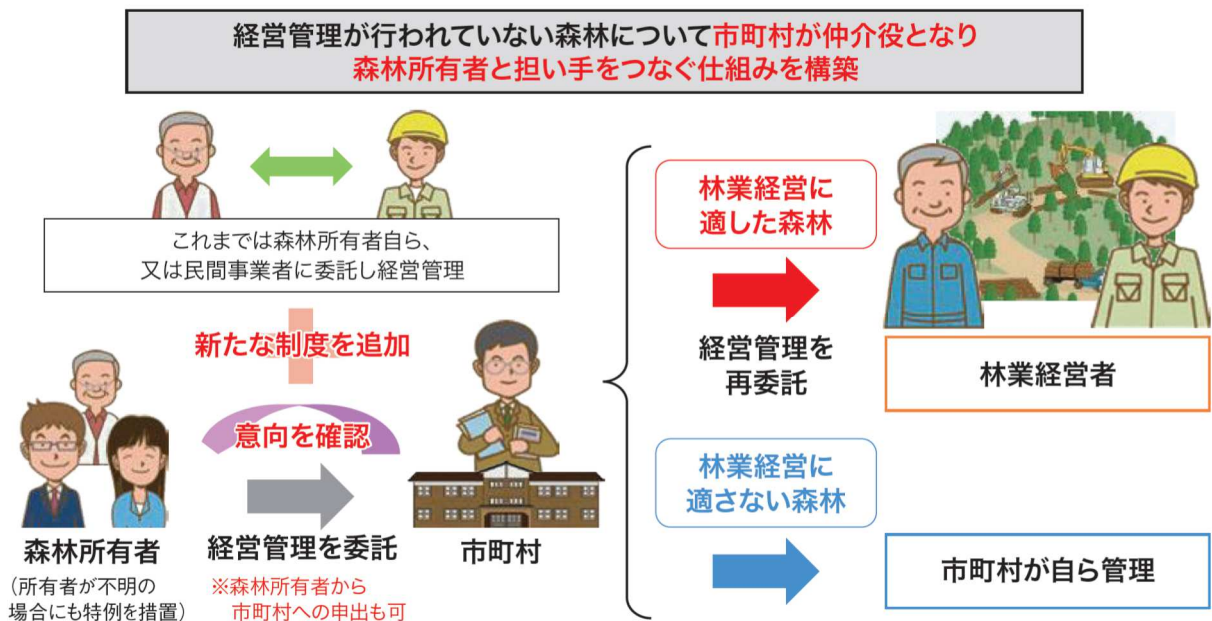 経営管理が行われていない森林について市町村が仲介役となり
森林所有者と担い手をつなぐ仕組みを構築
これまでは森林所有者自ら、
又は民間事業者に委託し経営管理
新たな制度を追加
意向を確認
森林所有者
(所有者が不明の
場合にも特例を措置)
経営管理を委託
※森林所有者から
市町村への申出も可
市町村
林業経営に
適した森林
経営管理を
再委託
林業経営者
林業経営に
適さない森林
市町村が自ら管理